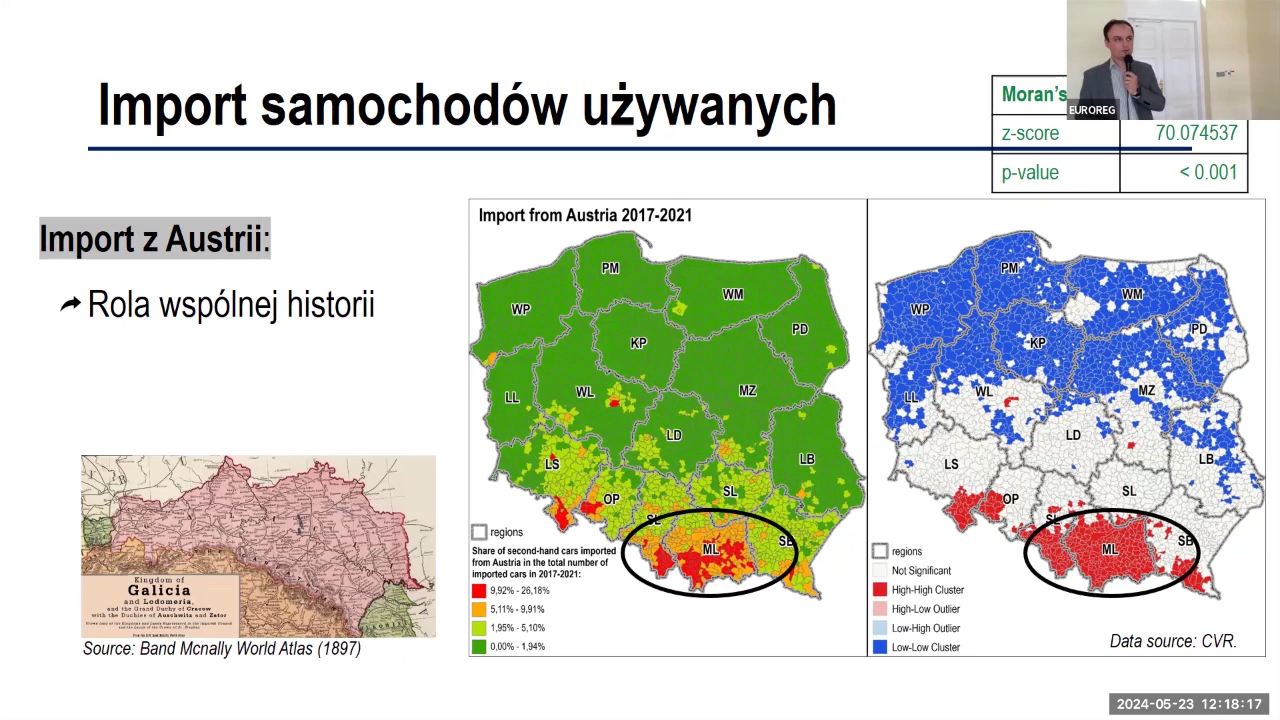 Import samochodów używanych
Moran's
z-score 70.074537
p-value < 0.001
EUROREG
Import z Austrii:
Rola wspólnej historii
Kingdom of
Galicia
and Lodomeria,
and the Grand Duchy of Cracow
with the Duchies of Auschwitz and Zator
Source: Band Mcnally World Atlas (1897)
Import from Austria 2017-2021
PM
WP
WM
PD
KP
LL
WL
MZ
LD
LS
LB
OP
SL
SL
ML
SB
regions
Share of second-hand cars imported
from Austria in the total number of
imported cars in 2017-2021:
9,92% - 26,18%
5,11% - 9,91%
1,95% - 5,10%
0,00% - 1,94%
PM
WP
WM
PD
KP
LL
WL
MZ
LD
LS
LB
OP
SL
SL
ML
SB
regions
Not Significant
High-High Cluster
High-Low Outlier
Low-High Outlier
Low-Low Cluster
Data source: CVR.
2024-05-23 12:18:17